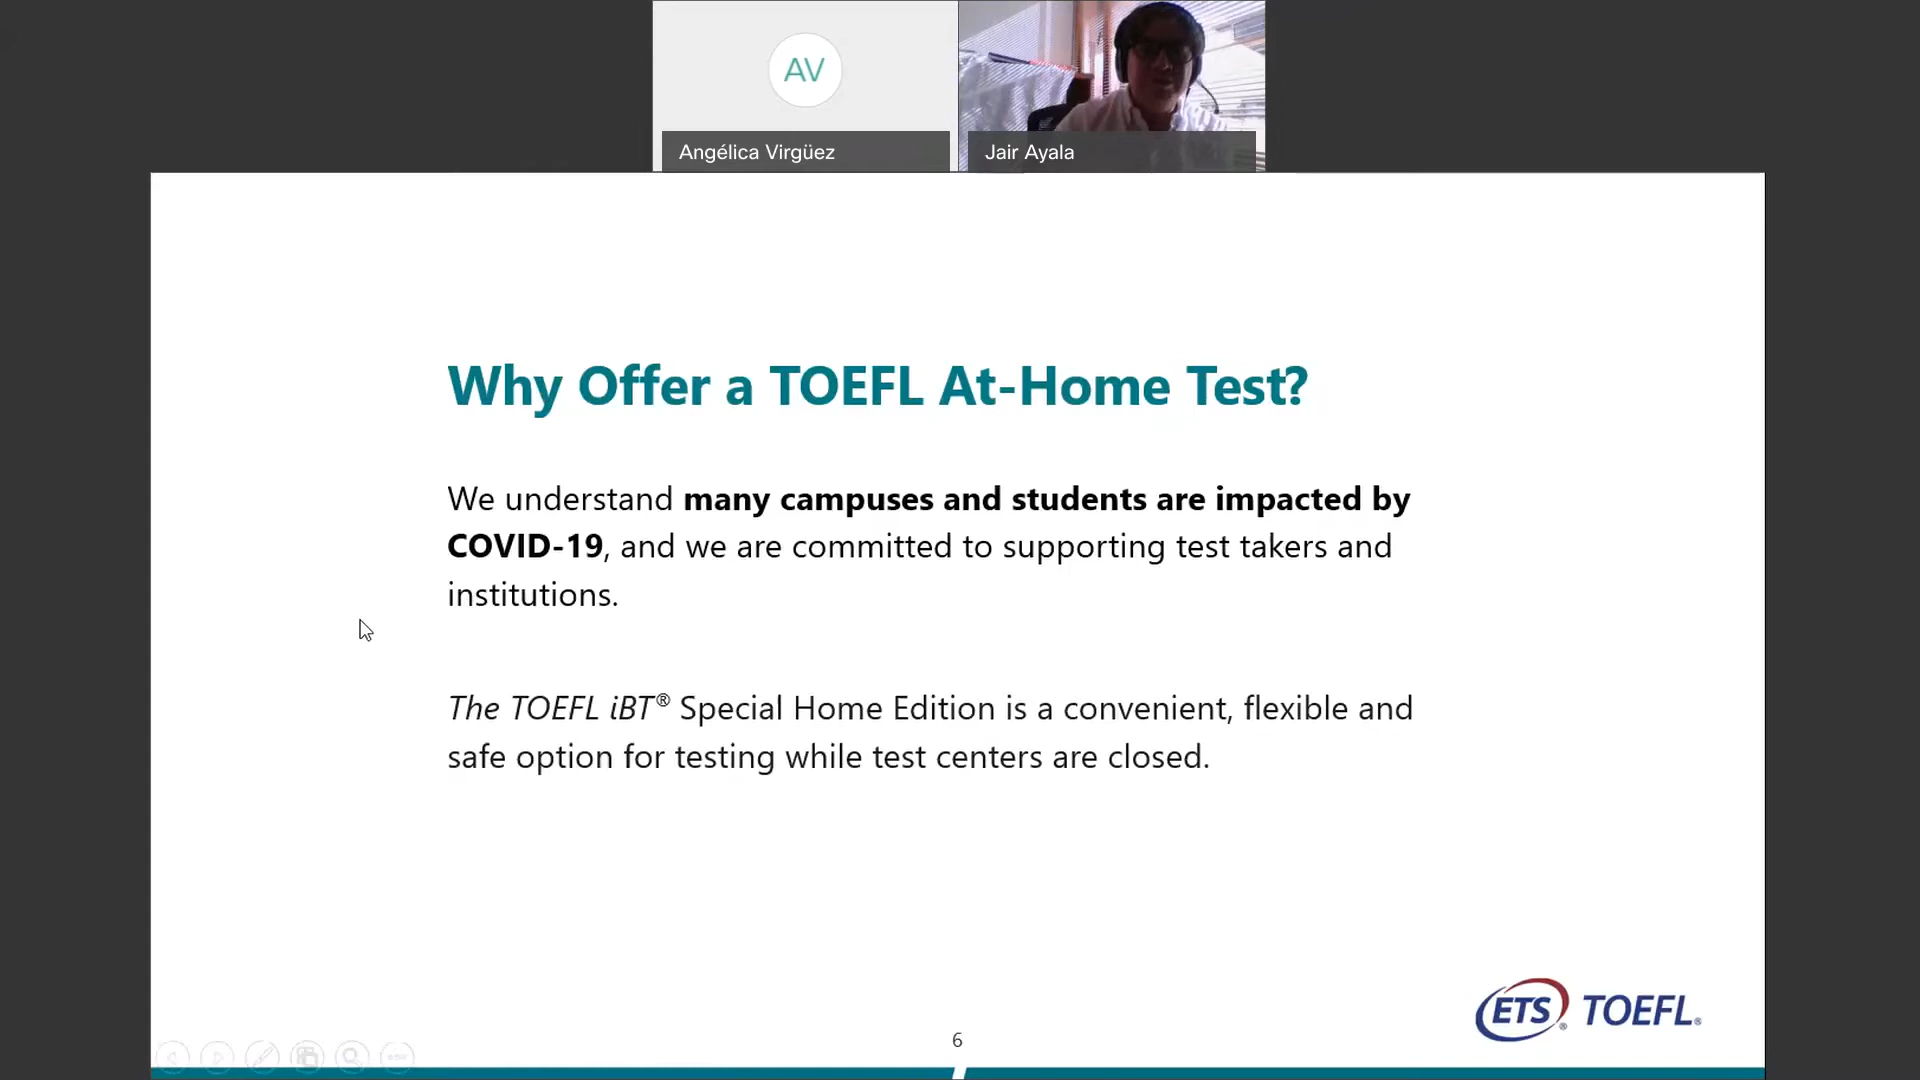 AV
Angélica Virgüez
Jair Ayala
Why Offer a TOEFL At-Home Test?
We understand many campuses and students are impacted by
COVID-19, and we are committed to supporting test takers and
institutions.
The TOEFL iBT® Special Home Edition is a convenient, flexible and
safe option for testing while test centers are closed.
ETS® TOEFL®
6